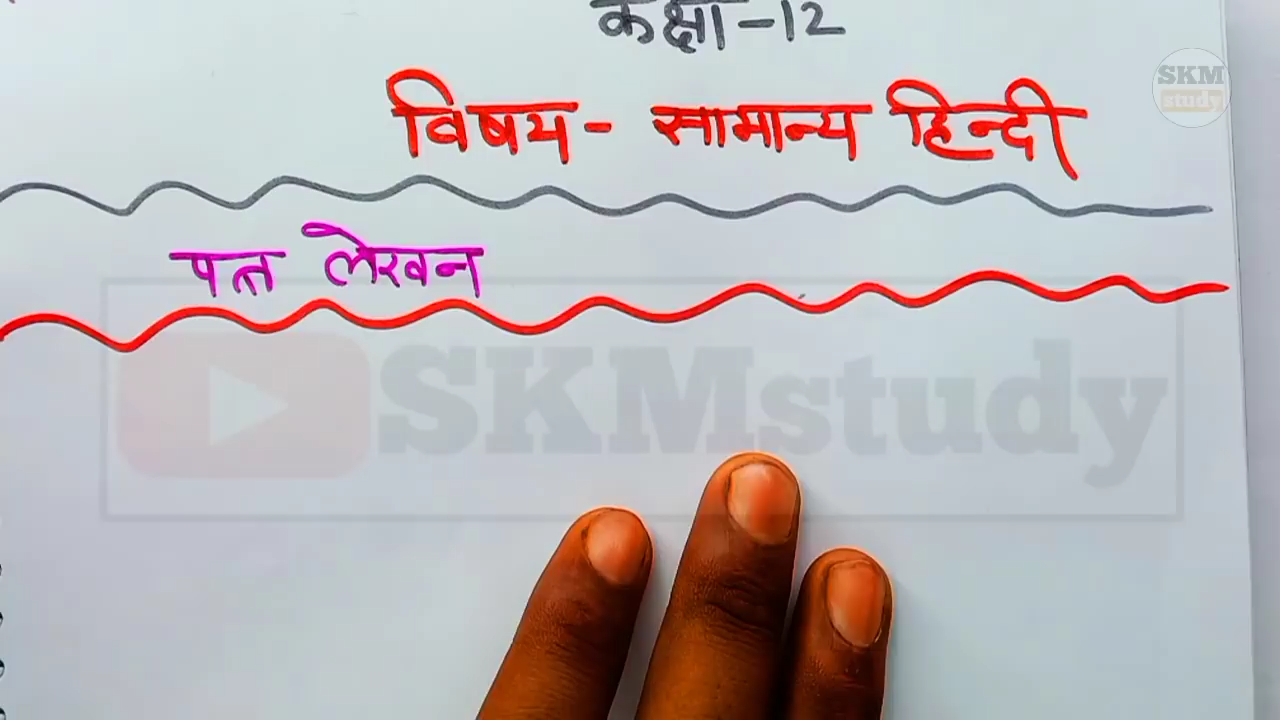 कक्षा-12
SKM
study
विषय- सामान्य हिन्दी
पत्र लेखन
SKMstudy